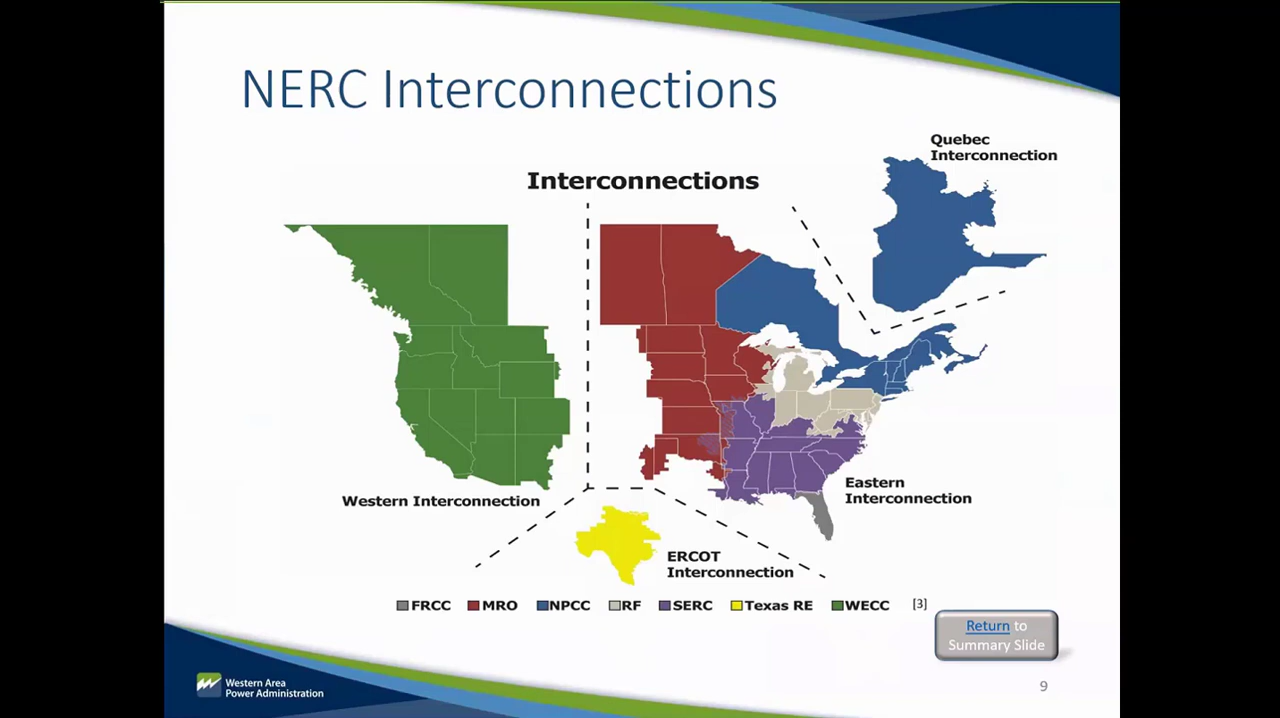 NERC Interconnections
Quebec
Interconnection
Interconnections
Western Interconnection
Eastern
Interconnection
ERCOT
Interconnection
FRCC MRO NPCC RF SERC Texas RE WECC [3]
Return to
Summary Slide
Western Area
Power Administration
9